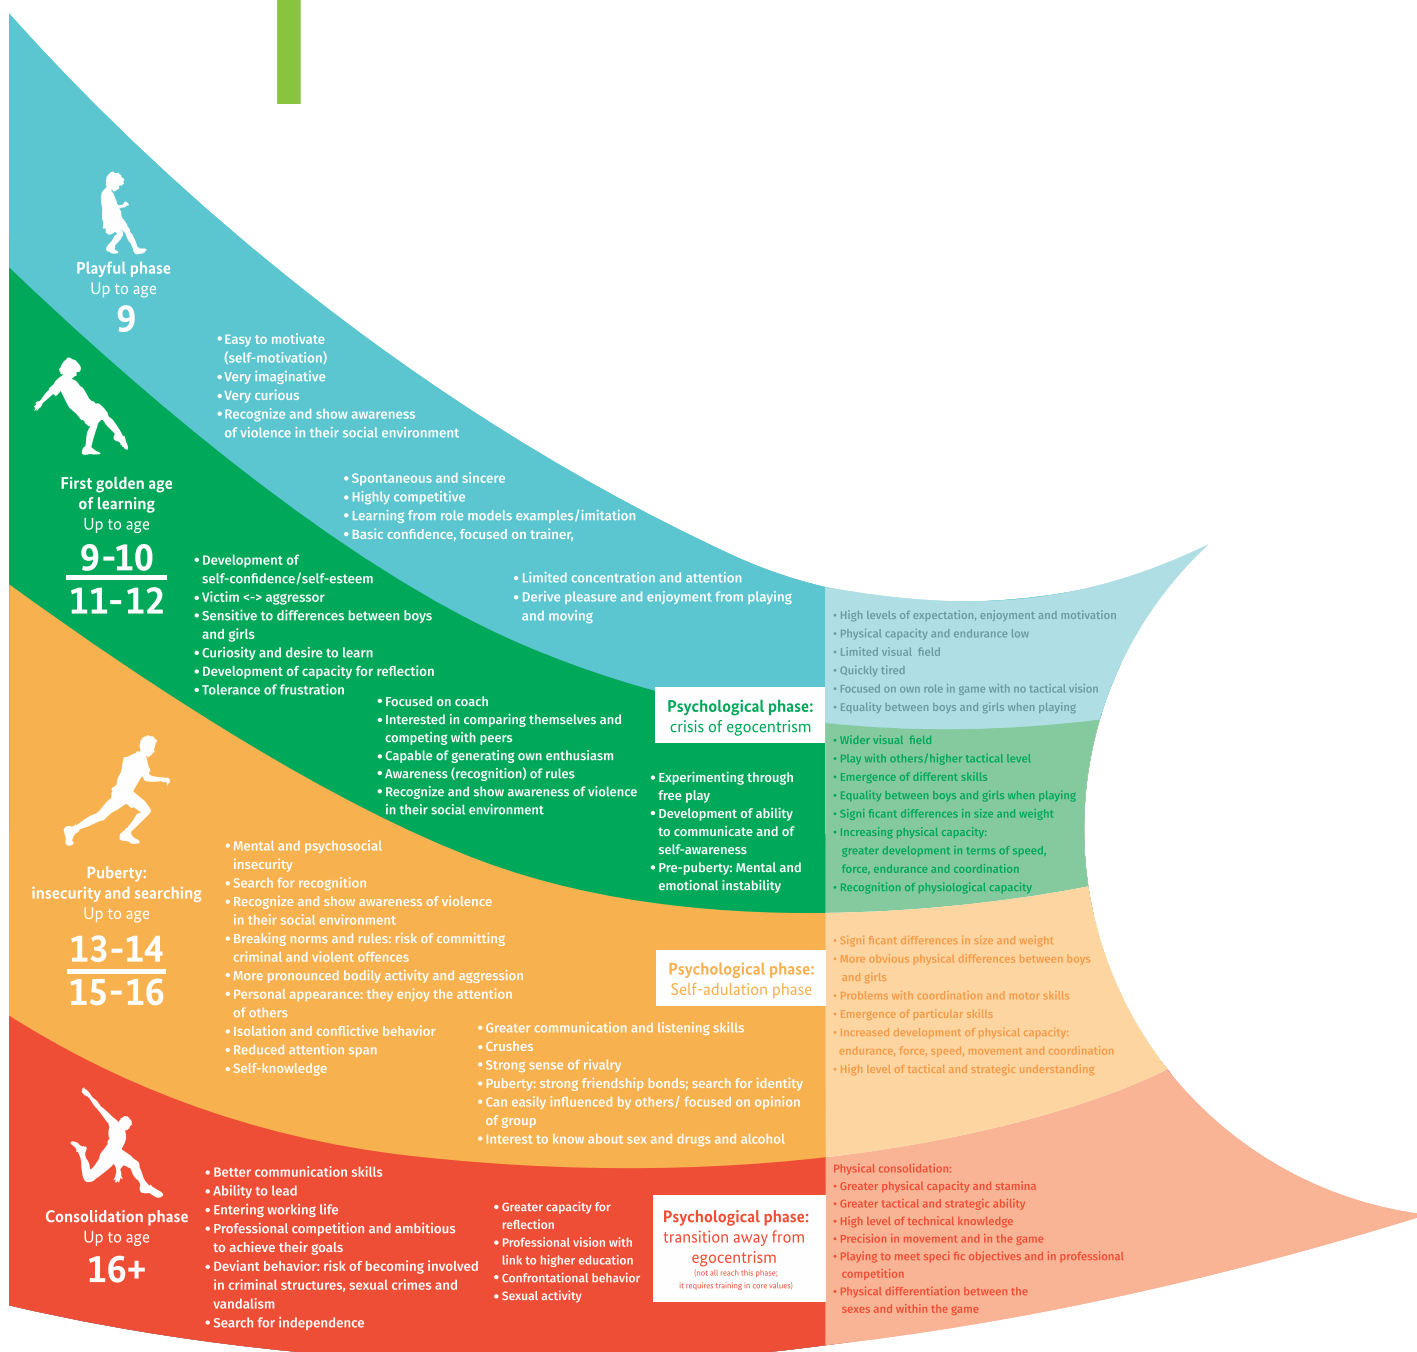 Playful phase
Up to age
9
• Easy to motivate
(self-motivation)
• Very imaginative
• Very curious
• Recognize and show awareness
of violence in their social environment
• Spontaneous and sincere
• Highly competitive
• Learning from role models examples/imitation
• Basic confidence, focused on trainer,
• Limited concentration and attention
• Derive pleasure and enjoyment from playing
and moving
• High levels of expectation, enjoyment and motivation
• Physical capacity and endurance low
• Limited visual field
• Quickly tired
• Focused on own role in game with no tactical vision
• Equality between boys and girls when playing
First golden age
of learning
Up to age
9-10
11-12
• Development of
self-confidence/self-esteem
• Victim <-> aggressor
• Sensitive to differences between boys
and girls
• Curiosity and desire to learn
• Development of capacity for reflection
• Tolerance of frustration
• Focused on coach
• Interested in comparing themselves and
competing with peers
• Capable of generating own enthusiasm
• Awareness (recognition) of rules
• Recognize and show awareness of violence
in their social environment
Psychological phase:
crisis of egocentrism
• Experimenting through
free play
• Development of ability
to communicate and of
self-awareness
• Pre-puberty: Mental and
emotional instability
• Wider visual field
• Play with others/higher tactical level
• Emergence of different skills
• Equality between boys and girls when playing
• Signi ficant differences in size and weight
• Increasing physical capacity:
greater development in terms of speed,
force, endurance and coordination
• Recognition of physiological capacity
Puberty:
insecurity and searching
Up to age
13-14
15-16
• Mental and psychosocial
insecurity
• Search for recognition
• Recognize and show awareness of violence
in their social environment
• Breaking norms and rules: risk of committing
criminal and violent offences
• More pronounced bodily activity and aggression
• Personal appearance: they enjoy the attention
of others
• Isolation and conflictive behavior
• Reduced attention span
• Self-knowledge
• Greater communication and listening skills
• Crushes
• Strong sense of rivalry
• Puberty: strong friendship bonds; search for identity
• Can easily influenced by others/ focused on opinion
of group
• Interest to know about sex and drugs and alcohol
Psychological phase:
Self-adulation phase
• Signi ficant differences in size and weight
• More obvious physical differences between boys
and girls
• Problems with coordination and motor skills
• Emergence of particular skills
• Increased development of physical capacity:
endurance, force, speed, movement and coordination
• High level of tactical and strategic understanding
Consolidation phase
Up to age
16+
• Better communication skills
• Ability to lead
• Entering working life
• Professional competition and ambitious
to achieve their goals
• Deviant behavior: risk of becoming involved
in criminal structures, sexual crimes and
vandalism
• Search for independence
• Greater capacity for
reflection
• Professional vision with
link to higher education
• Confrontational behavior
• Sexual activity
Psychological phase:
transition away from
egocentrism
(not all reach this phase;
it requires training in core values)
Physical consolidation:
• Greater physical capacity and stamina
• Greater tactical and strategic ability
• High level of technical knowledge
• Precision in movement and in the game
• Playing to meet speci fic objectives and in professional
competition
• Physical differentiation between the
sexes and within the game